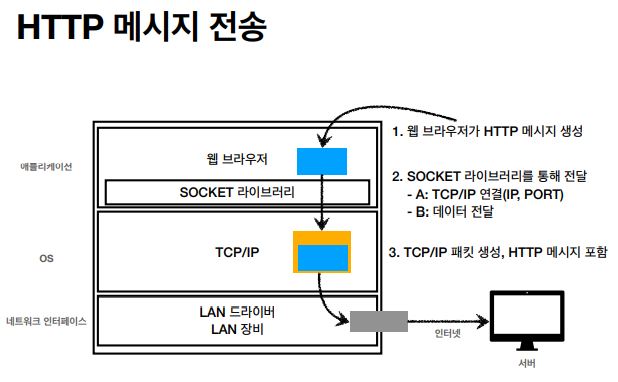 HTTP 메시지 전송
1. 웹 브라우저가 HTTP 메시지 생성
애플리케이션
웹 브라우저
SOCKET 라이브러리
2. SOCKET 라이브러리를 통해 전달
- A: TCP/IP 연결(IP, PORT)
- B: 데이터 전달
OS
TCP/IP
3. TCP/IP 패킷 생성, HTTP 메시지 포함
네트워크 인터페이스
LAN 드라이버
LAN 장비
인터넷
서버